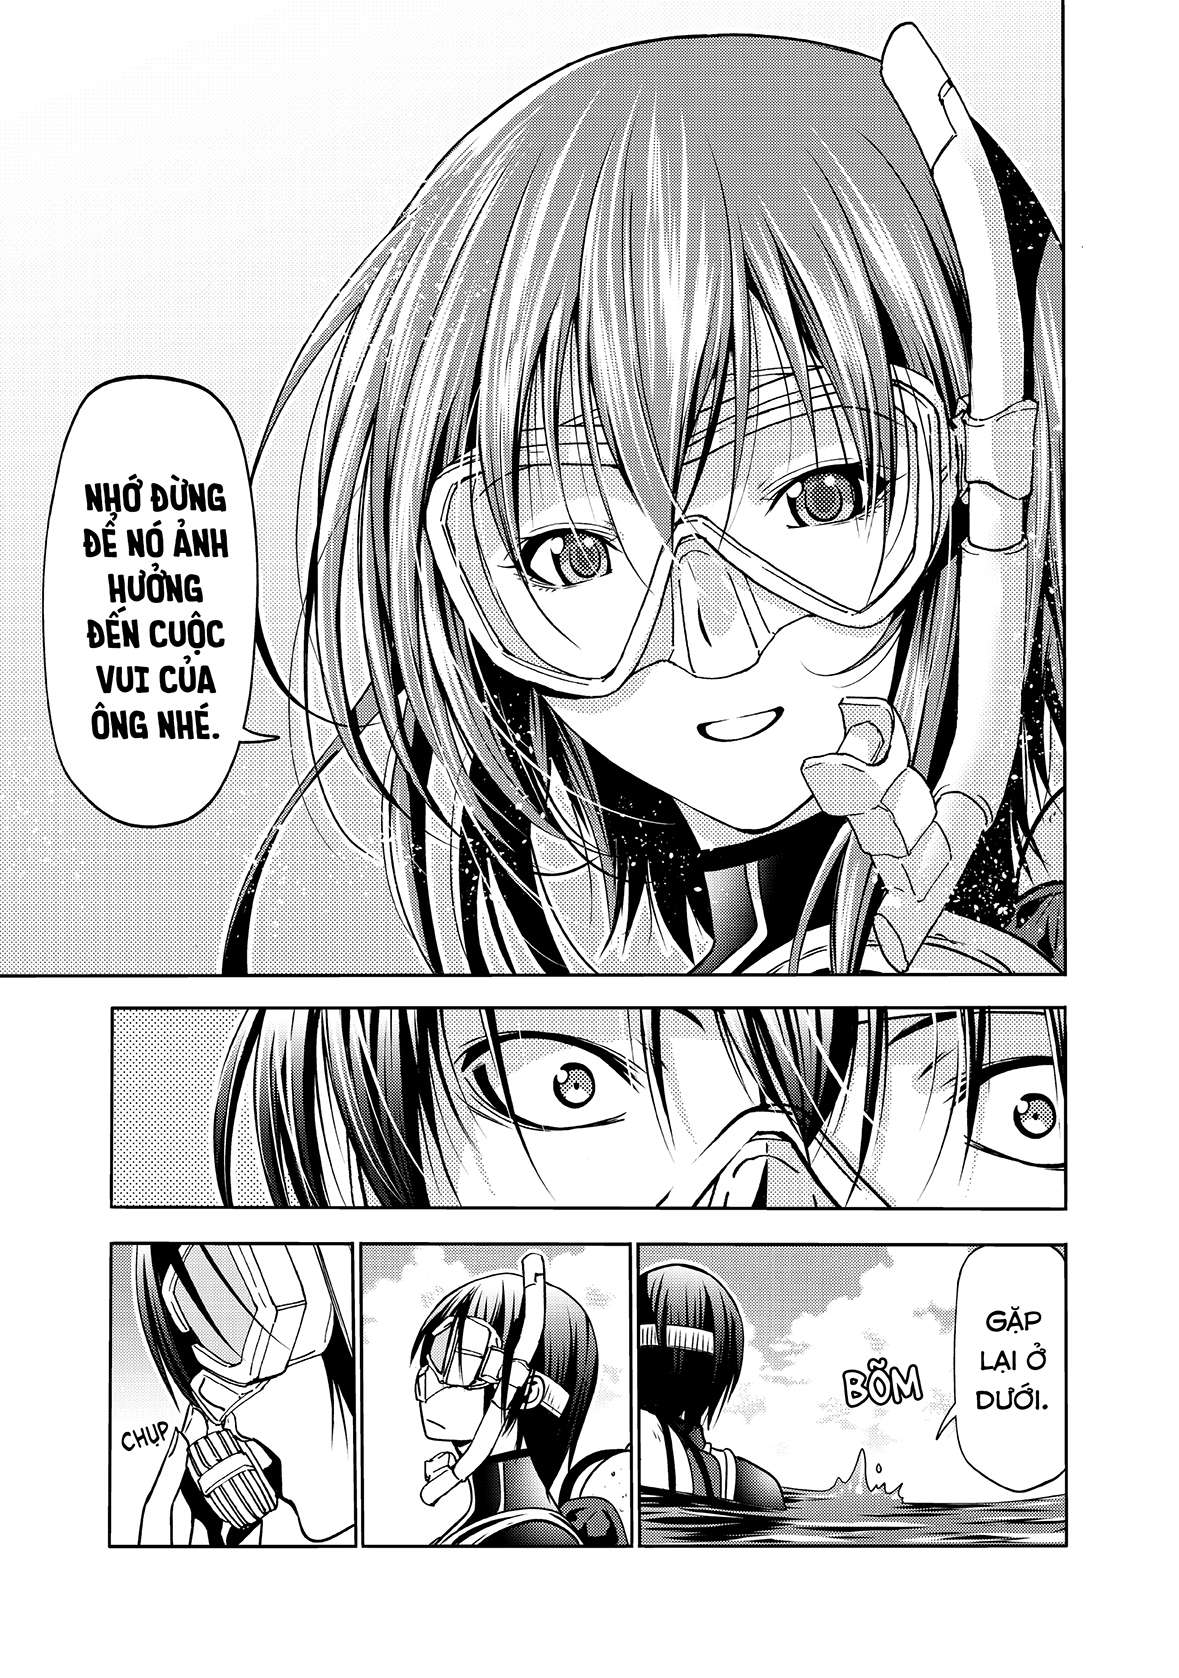 NHỚ ĐỪNG
ĐỂ NÓ ẢNH
HƯỞNG
ĐẾN CUỘC
VUI CỦA
ÔNG NHÉ.
GẶP
LẠI Ở
DƯỚI.
BÕM
CHỤP